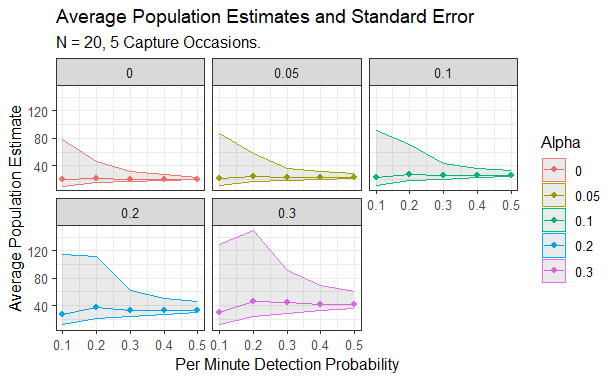 Average Population Estimates and Standard Error
N = 20, 5 Capture Occasions.
0
0.05
0.1
120
80
40
0.1 0.2 0.3 0.4 0.5
0.2
0.3
120
80
40
0.1 0.2 0.3 0.4 0.5
0.1 0.2 0.3 0.4 0.5
Average Population Estimate
Per Minute Detection Probability
Alpha
0
0.05
0.1
0.2
0.3